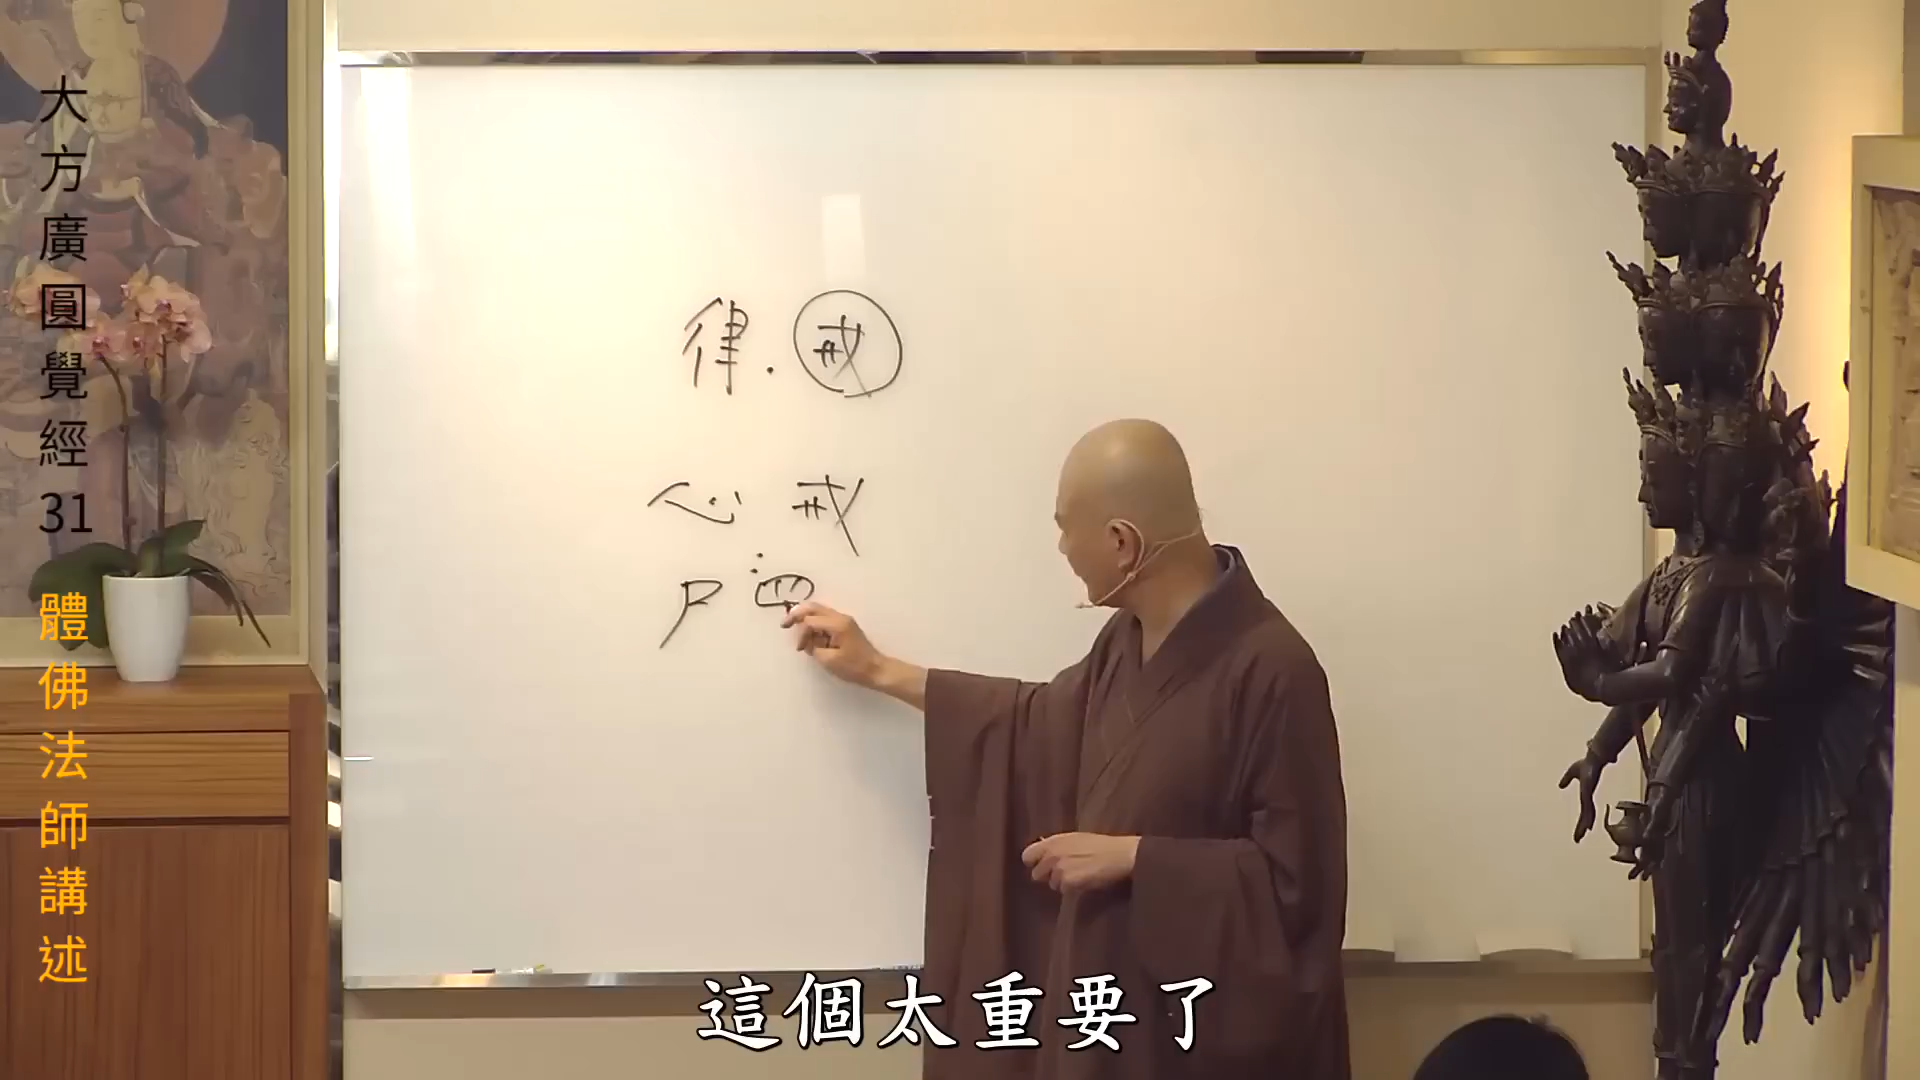 大方廣圓覺經31
體佛法師講述
律.戒
心戒
尸
這個太重要了